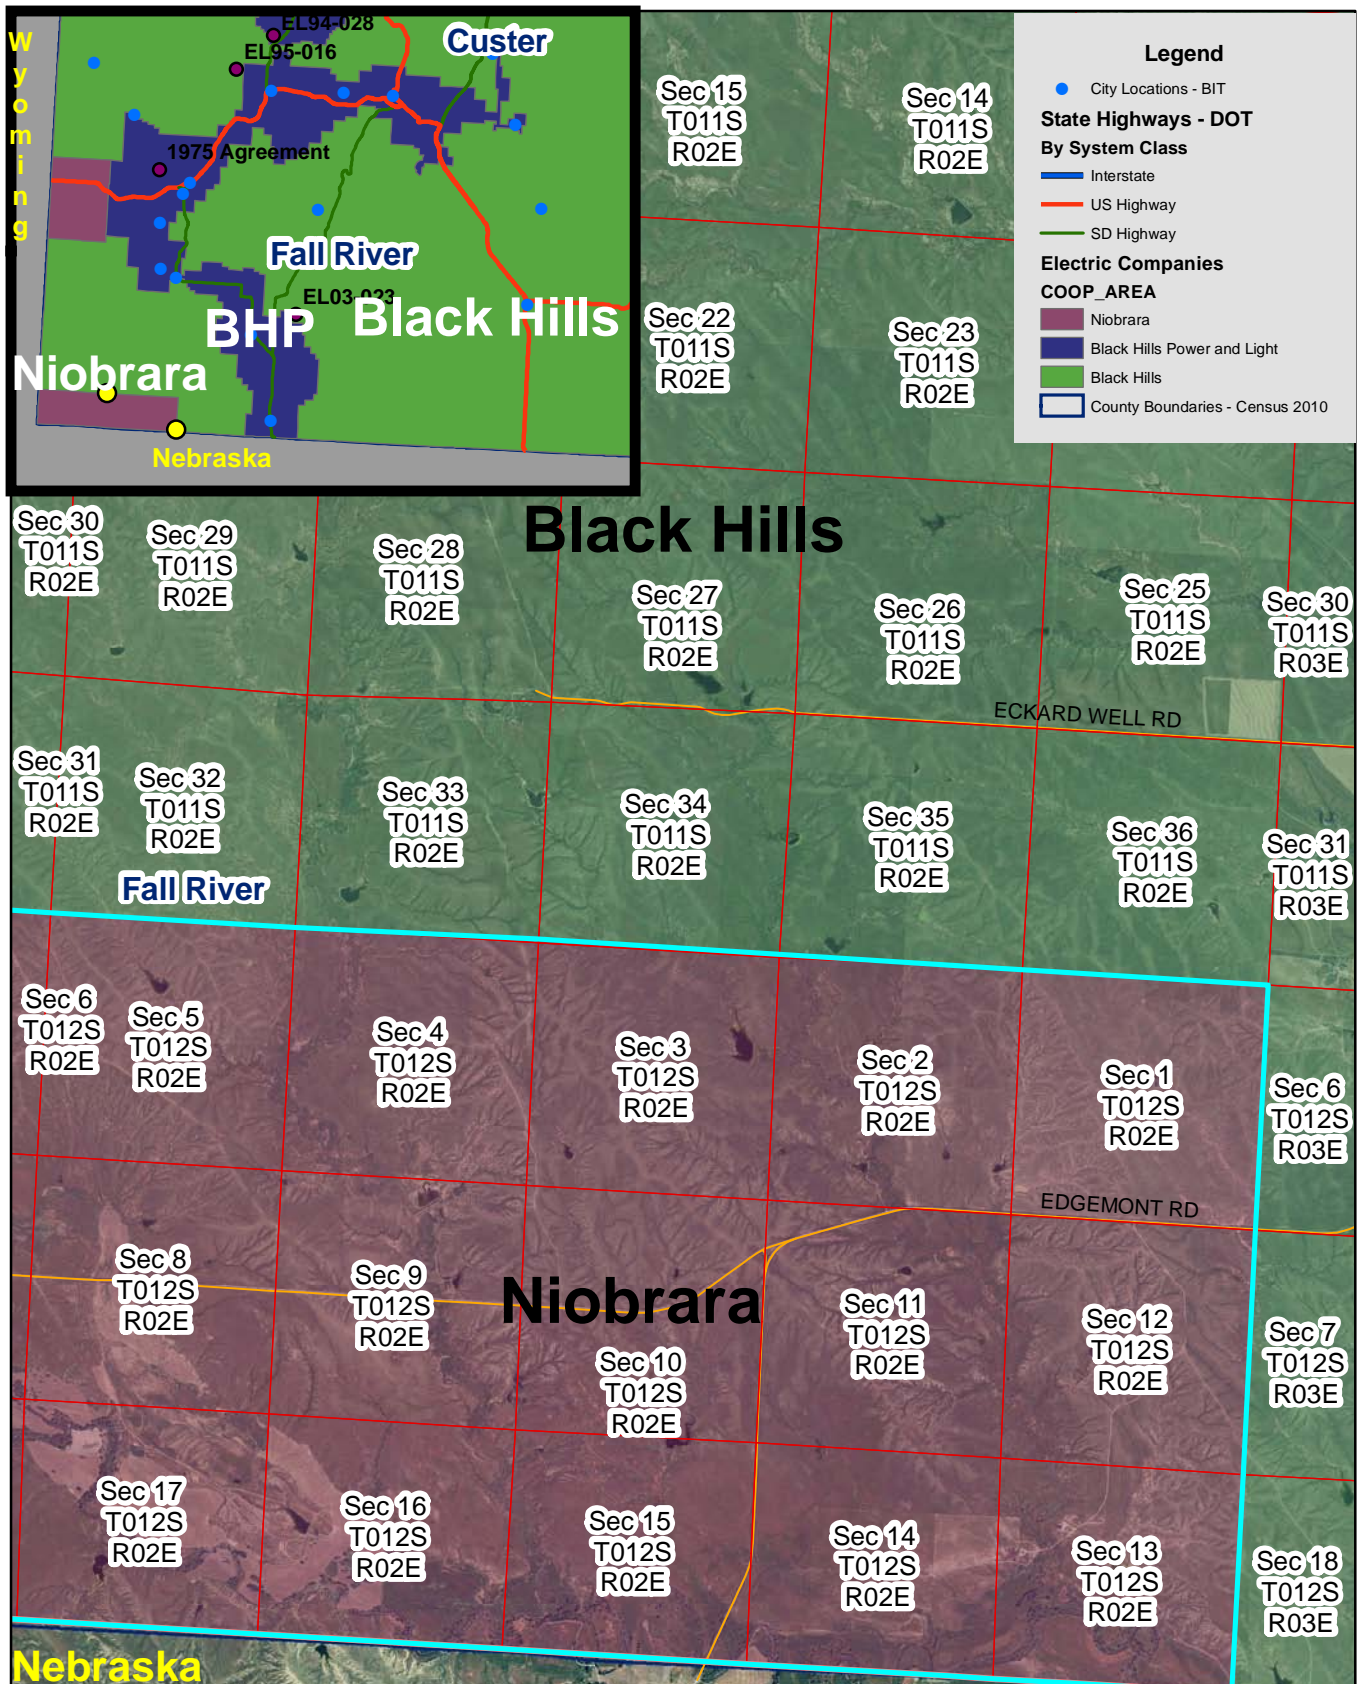 Wyoming
EL94-028
EL95-016
Custer
1975 Agreement
Fall River
EL03-023
BHP
Black Hills
Niobrara
Nebraska
Legend
City Locations - BIT
State Highways - DOT
By System Class
Interstate
US Highway
SD Highway
Electric Companies
COOP_AREA
Niobrara
Black Hills Power and Light
Black Hills
County Boundaries - Census 2010
Sec 15
T011S
R02E
Sec 14
T011S
R02E
Sec 22
T011S
R02E
Sec 23
T011S
R02E
Black Hills
Sec 30
T011S
R02E
Sec 29
T011S
R02E
Sec 28
T011S
R02E
Sec 27
T011S
R02E
Sec 26
T011S
R02E
Sec 25
T011S
R02E
Sec 30
T011S
R03E
ECKARD WELL RD
Sec 31
T011S
R02E
Sec 32
T011S
R02E
Sec 33
T011S
R02E
Sec 34
T011S
R02E
Sec 35
T011S
R02E
Sec 36
T011S
R02E
Sec 31
T011S
R03E
Fall River
Sec 6
T012S
R02E
Sec 5
T012S
R02E
Sec 4
T012S
R02E
Sec 3
T012S
R02E
Sec 2
T012S
R02E
Sec 1
T012S
R02E
Sec 6
T012S
R03E
EDGEMONT RD
Sec 8
T012S
R02E
Sec 9
T012S
R02E
Niobrara
Sec 10
T012S
R02E
Sec 11
T012S
R02E
Sec 12
T012S
R02E
Sec 7
T012S
R03E
Sec 17
T012S
R02E
Sec 16
T012S
R02E
Sec 15
T012S
R02E
Sec 14
T012S
R02E
Sec 13
T012S
R02E
Sec 18
T012S
R03E
Nebraska